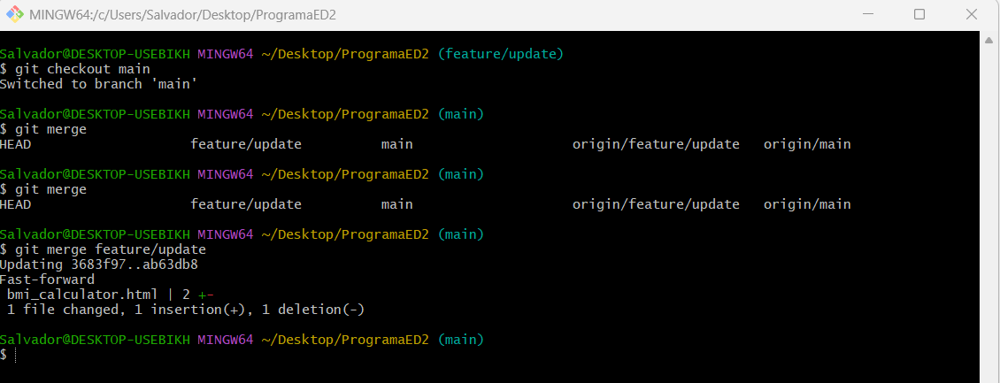 MINGW64:/c/Users/Salvador/Desktop/ProgramaED2
Salvador@DESKTOP-USEBIKH MINGW64 ~/Desktop/ProgramaED2 (feature/update)
$ git checkout main
Switched to branch 'main'
Salvador@DESKTOP-USEBIKH MINGW64 ~/Desktop/ProgramaED2 (main)
$ git merge
HEAD feature/update main origin/feature/update origin/main
Salvador@DESKTOP-USEBIKH MINGW64 ~/Desktop/ProgramaED2 (main)
$ git merge
HEAD feature/update main origin/feature/update origin/main
Salvador@DESKTOP-USEBIKH MINGW64 ~/Desktop/ProgramaED2 (main)
$ git merge feature/update
Updating 3683f97..ab63db8
Fast-forward
bmi_calculator.html | 2 +-
1 file changed, 1 insertion(+), 1 deletion(-)
Salvador@DESKTOP-USEBIKH MINGW64 ~/Desktop/ProgramaED2 (main)
$